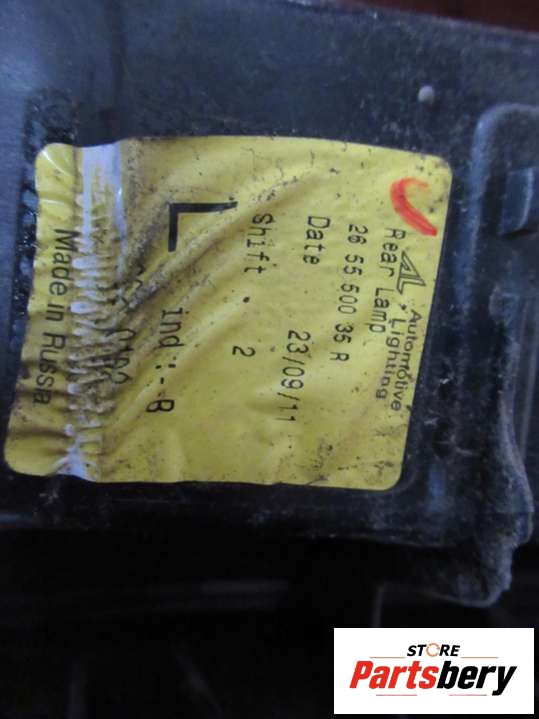 AL Automotive
Lighting
Rear Lamp
26 55 500 35 R
Date 23/09/11
Shift . 2
L ind :-B
Made in Russia
STORE
Partsbery